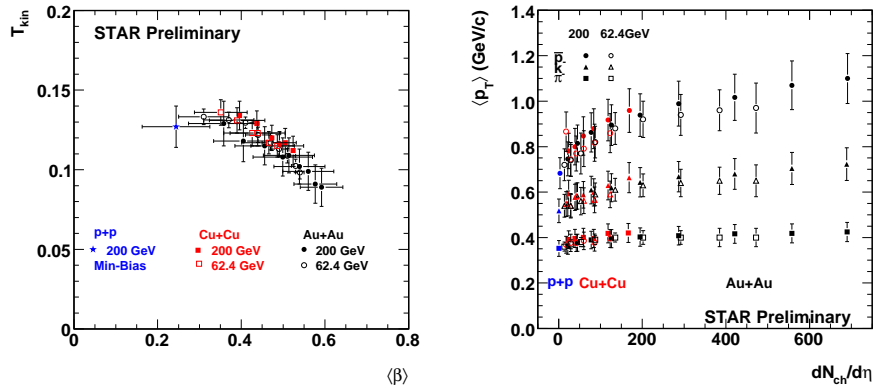 T_kin
0.2
0.15
0.1
0.05
0
0 0.2 0.4 0.6 0.8
⟨β⟩
STAR Preliminary
p+p Cu+Cu Au+Au
200 GeV 200 GeV 200 GeV
Min-Bias 62.4 GeV 62.4 GeV
⟨p_T⟩ (GeV/c)
1.4
1.2
1.0
0.8
0.6
0.4
0.2
0.0
0 200 400 600
dN_ch/dη
200 62.4GeV
p̅
k⁻
π⁻
p+p Cu+Cu Au+Au
STAR Preliminary